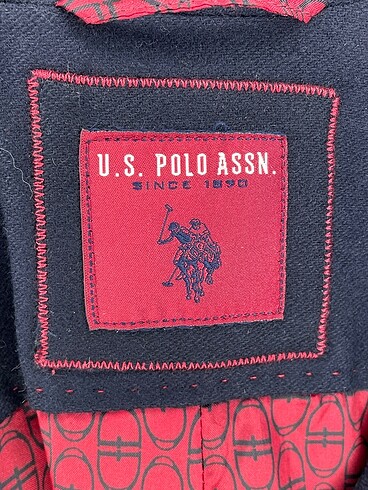 U.S. POLO ASSN.
SINCE 1890